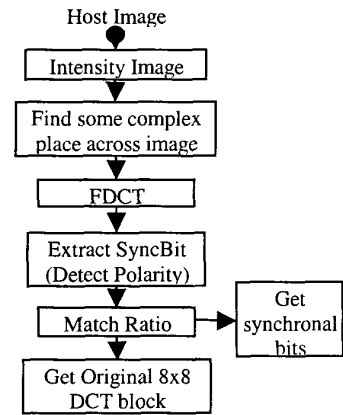 Host Image
Intensity Image
Find some complex
place across image
FDCT
Extract SyncBit
(Detect Polarity)
Match Ratio
Get
synchronal
bits
Get Original 8x8
DCT block